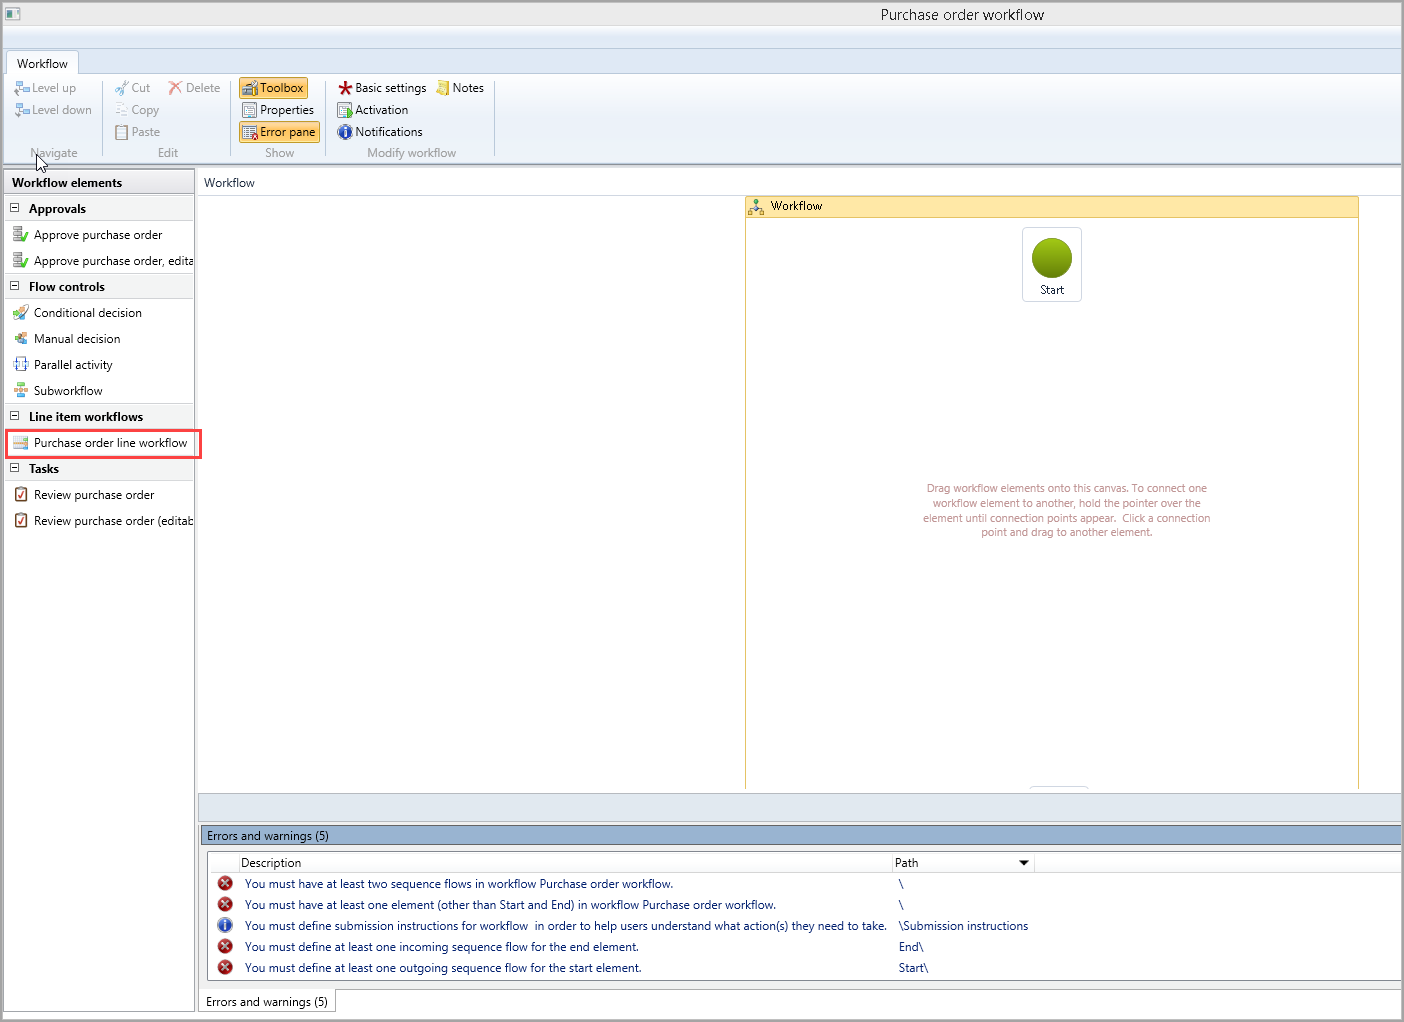 Purchase order workflow
Workflow
Level up
Level down
Navigate
Cut
Delete
Copy
Paste
Edit
Toolbox
Properties
Error pane
Show
Basic settings
Notes
Activation
Notifications
Modify workflow
Workflow elements
Approvals
Approve purchase order
Approve purchase order, edita
Flow controls
Conditional decision
Manual decision
Parallel activity
Subworkflow
Line item workflows
Purchase order line workflow
Tasks
Review purchase order
Review purchase order (editab
Workflow
Workflow
Start
Drag workflow elements onto this canvas. To connect one
workflow element to another, hold the pointer over the
element until connection points appear. Click a connection
point and drag to another element.
Errors and warnings (5)
Description Path
You must have at least two sequence flows in workflow Purchase order workflow. \
You must have at least one element (other than Start and End) in workflow Purchase order workflow. \
You must define submission instructions for workflow in order to help users understand what action(s) they need to take. \Submission instructions
You must define at least one incoming sequence flow for the end element. End\
You must define at least one outgoing sequence flow for the start element. Start\
Errors and warnings (5)